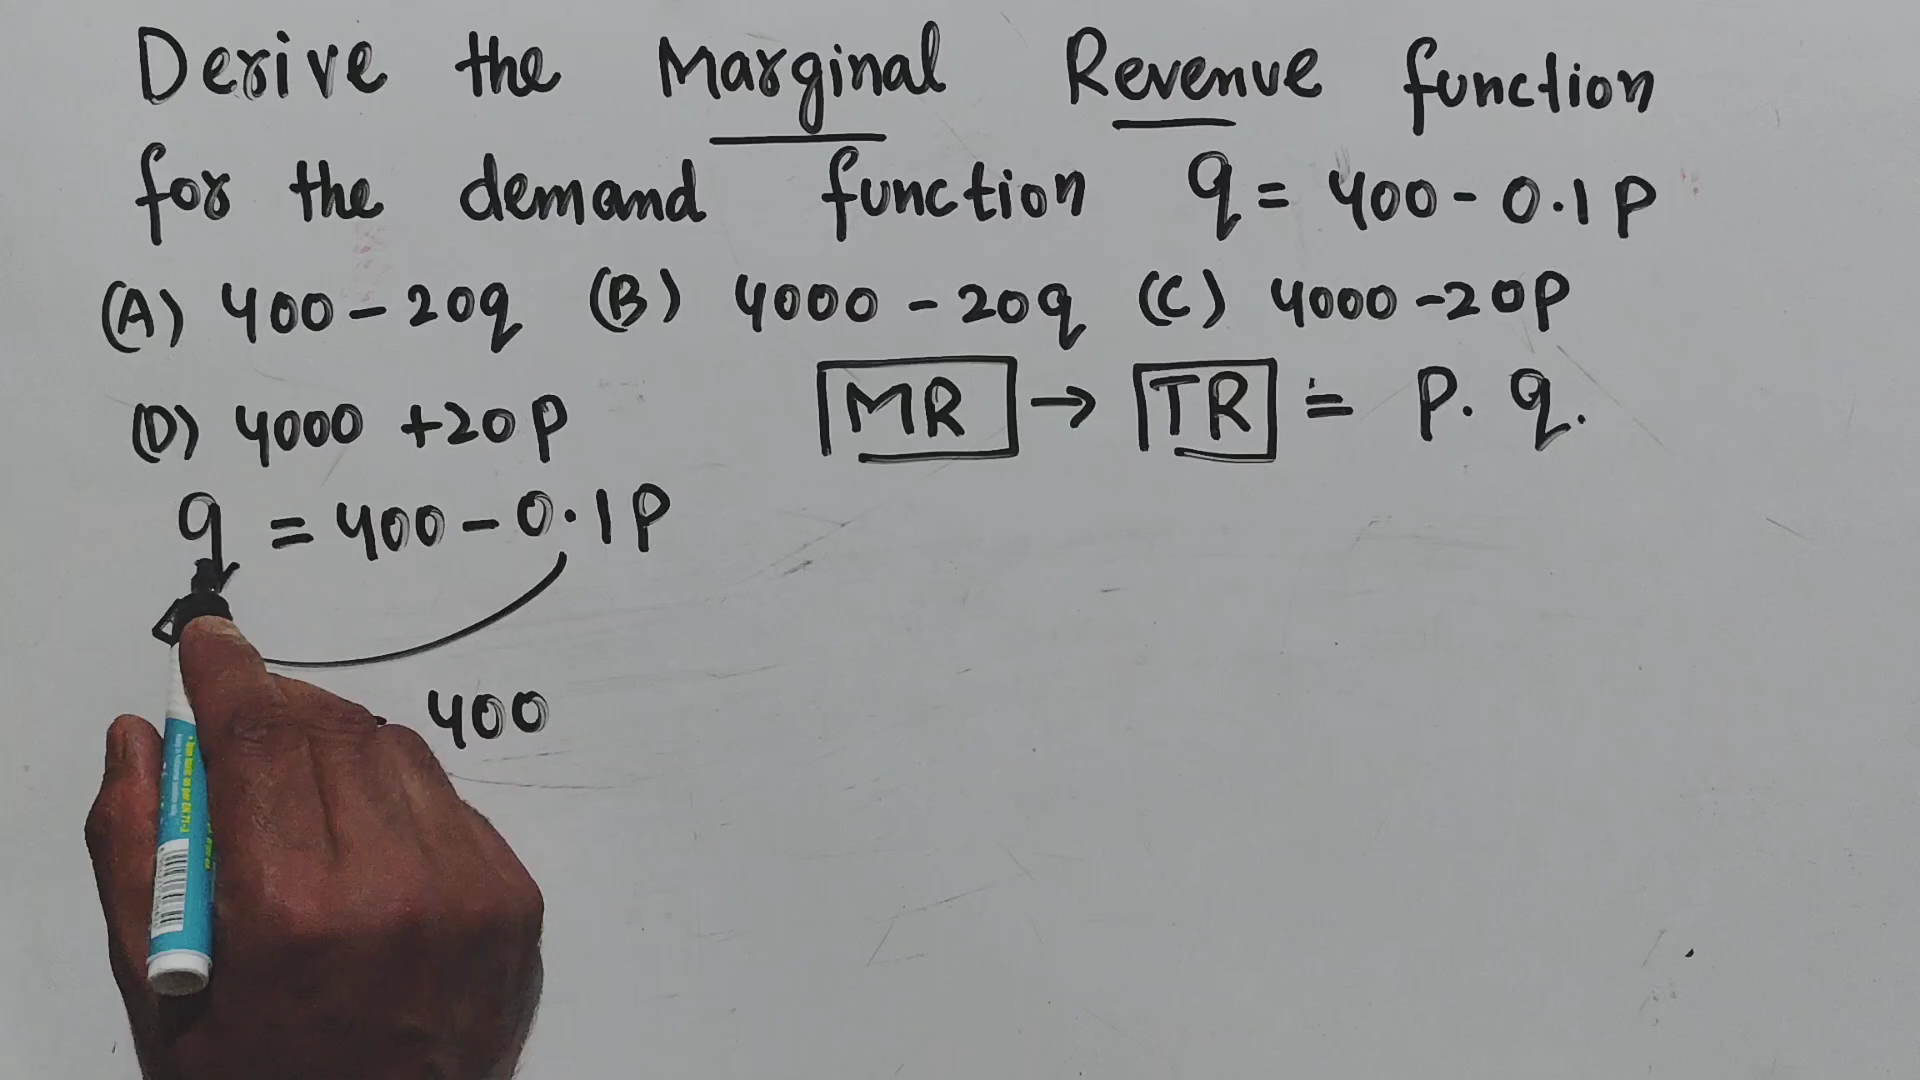 Derive the Marginal Revenue function
for the demand function q = 400 - 0.1P
(A) 400 - 20q (B) 4000 - 20q (C) 4000 - 20P
(D) 4000 + 20P MR → TR = P. q.
q = 400 - 0.1P
400